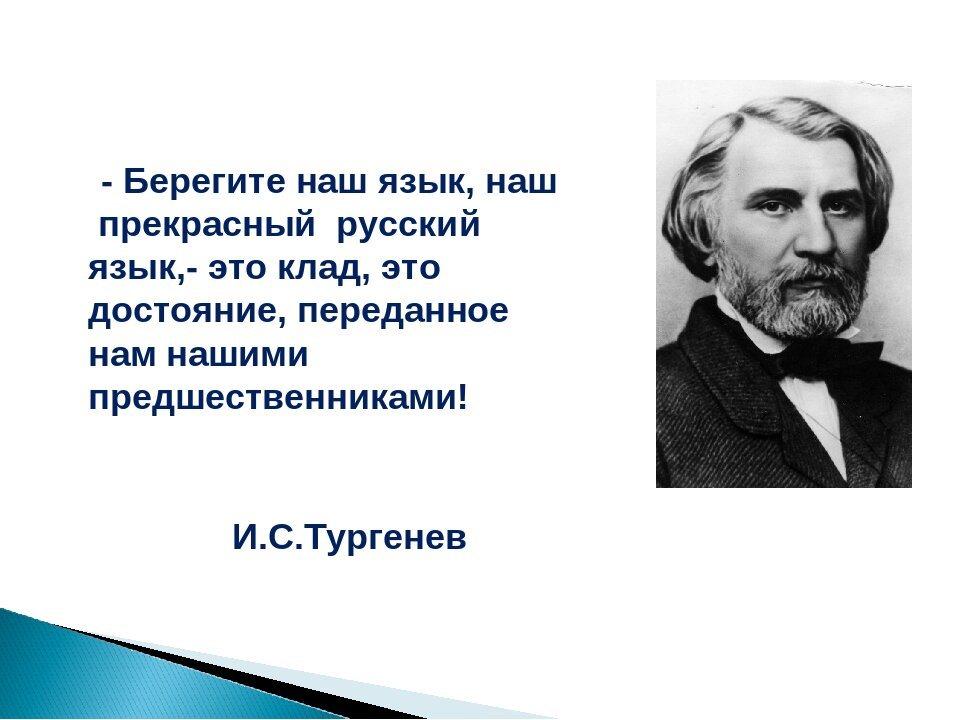 - Берегите наш язык, наш
прекрасный  русский
язык,- это клад, это
достояние, переданное
нам нашими
предшественниками!
И.С.Тургенев